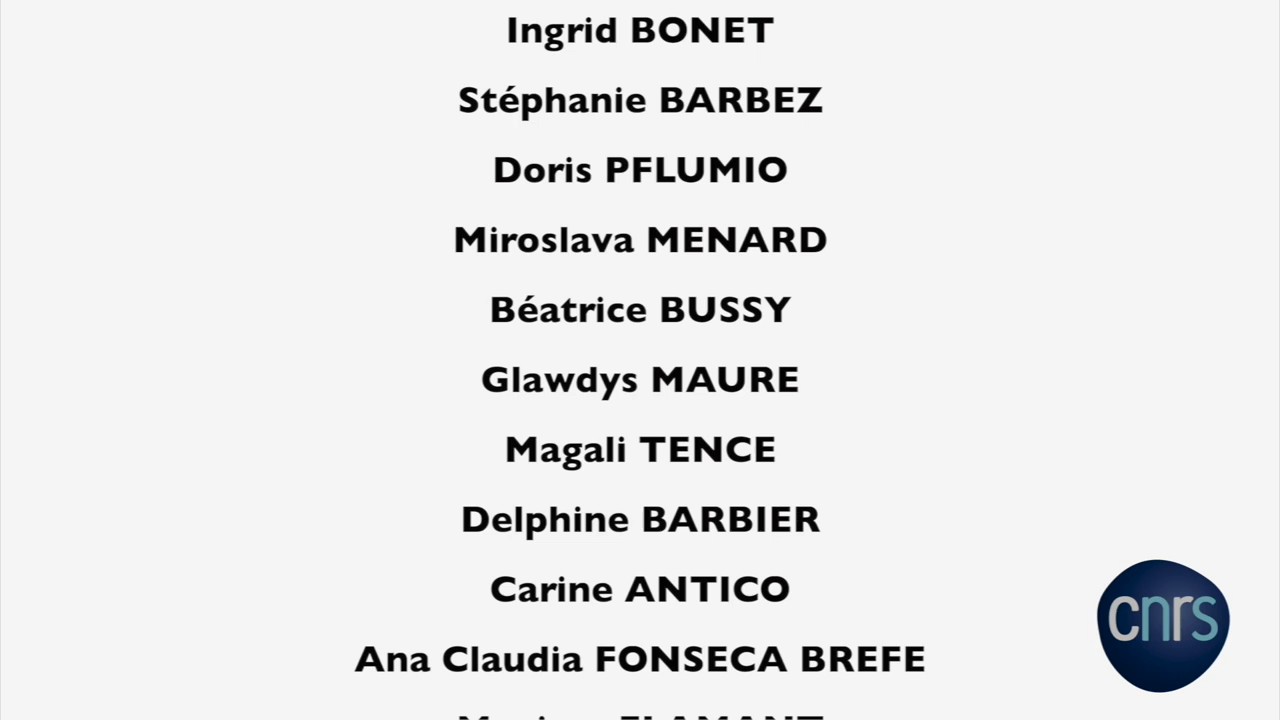 Ingrid BONET
Stéphanie BARBEZ
Doris PFLUMIO
Miroslava MENARD
Béatrice BUSSY
Glawdys MAURE
Magali TENCE
Delphine BARBIER
Carine ANTICO
cnrs
Ana Claudia FONSECA BREFE